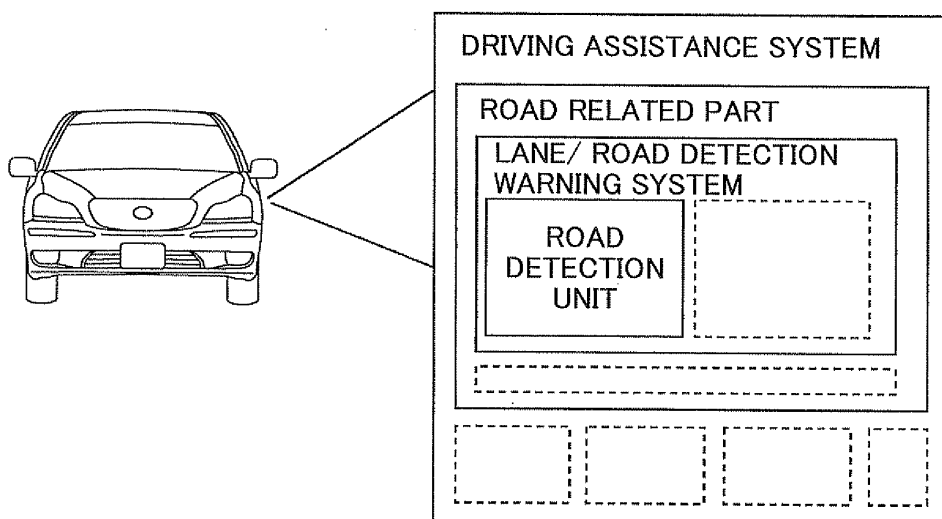 DRIVING ASSISTANCE SYSTEM
ROAD RELATED PART
LANE/ ROAD DETECTION
WARNING SYSTEM
ROAD
DETECTION
UNIT